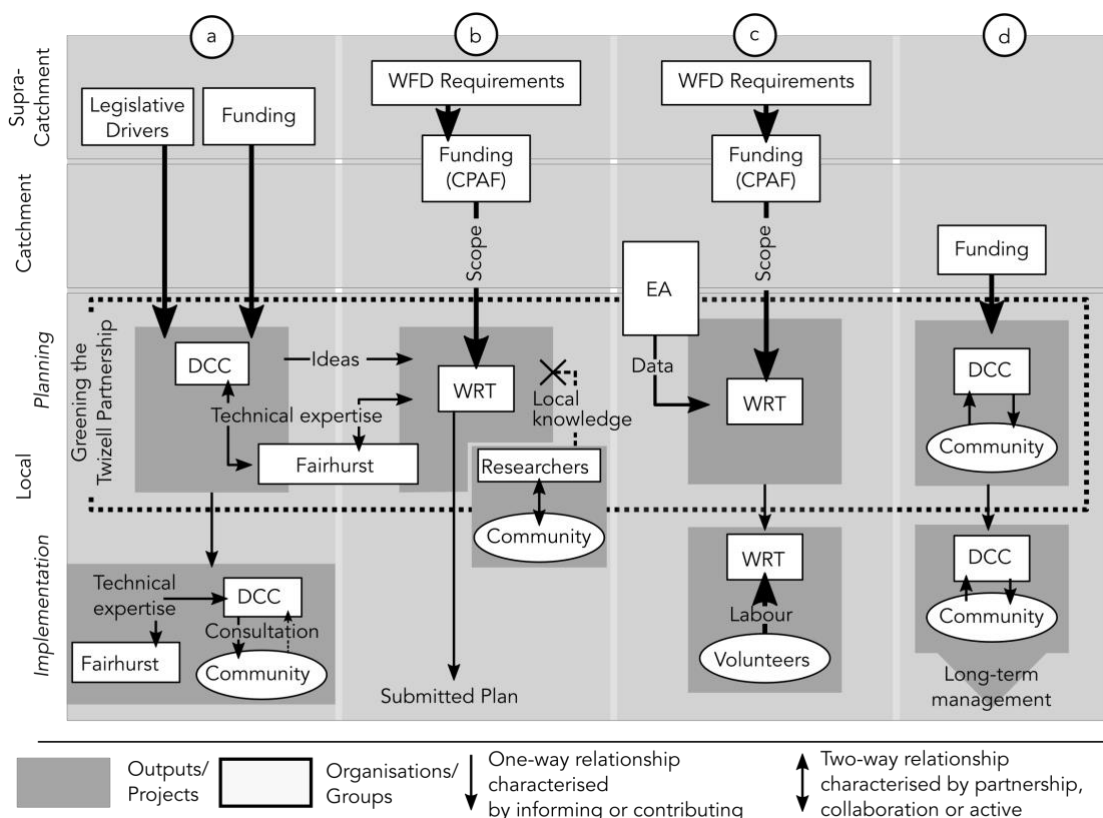 a
b
c
d
Supra-
Catchment
Catchment
Local
Planning
Implementation
Greening the
Twizell Partnership
Legislative
Drivers
Funding
DCC
Ideas
Technical expertise
Fairhurst
Technical
expertise
DCC
Consultation
Fairhurst
Community
WFD Requirements
Funding
(CPAF)
Scope
WRT
Local
knowledge
Researchers
Community
Submitted Plan
WFD Requirements
Funding
(CPAF)
Scope
EA
Data
WRT
WRT
Labour
Volunteers
Funding
DCC
Community
DCC
Community
Long-term
management
Outputs/
Projects
Organisations/
Groups
One-way relationship
characterised
by informing or contributing
Two-way relationship
characterised by partnership,
collaboration or active